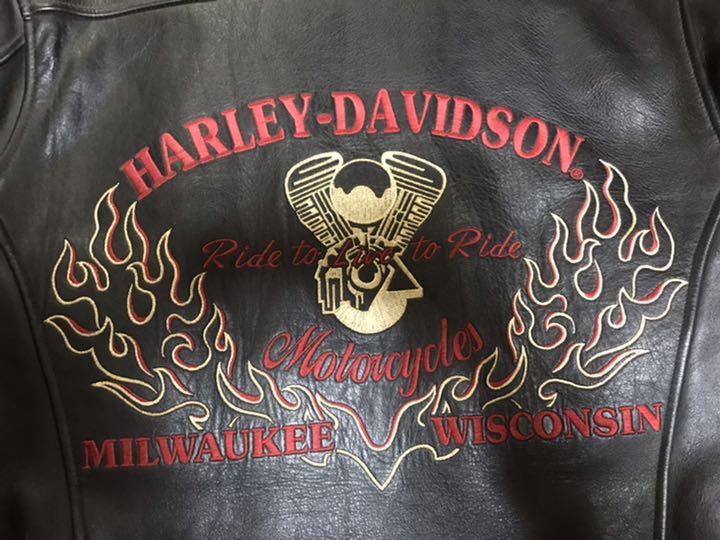 HARLEY-DAVIDSON®
Ride to Live to Ride
Motorcycles
MILWAUKEE WISCONSIN